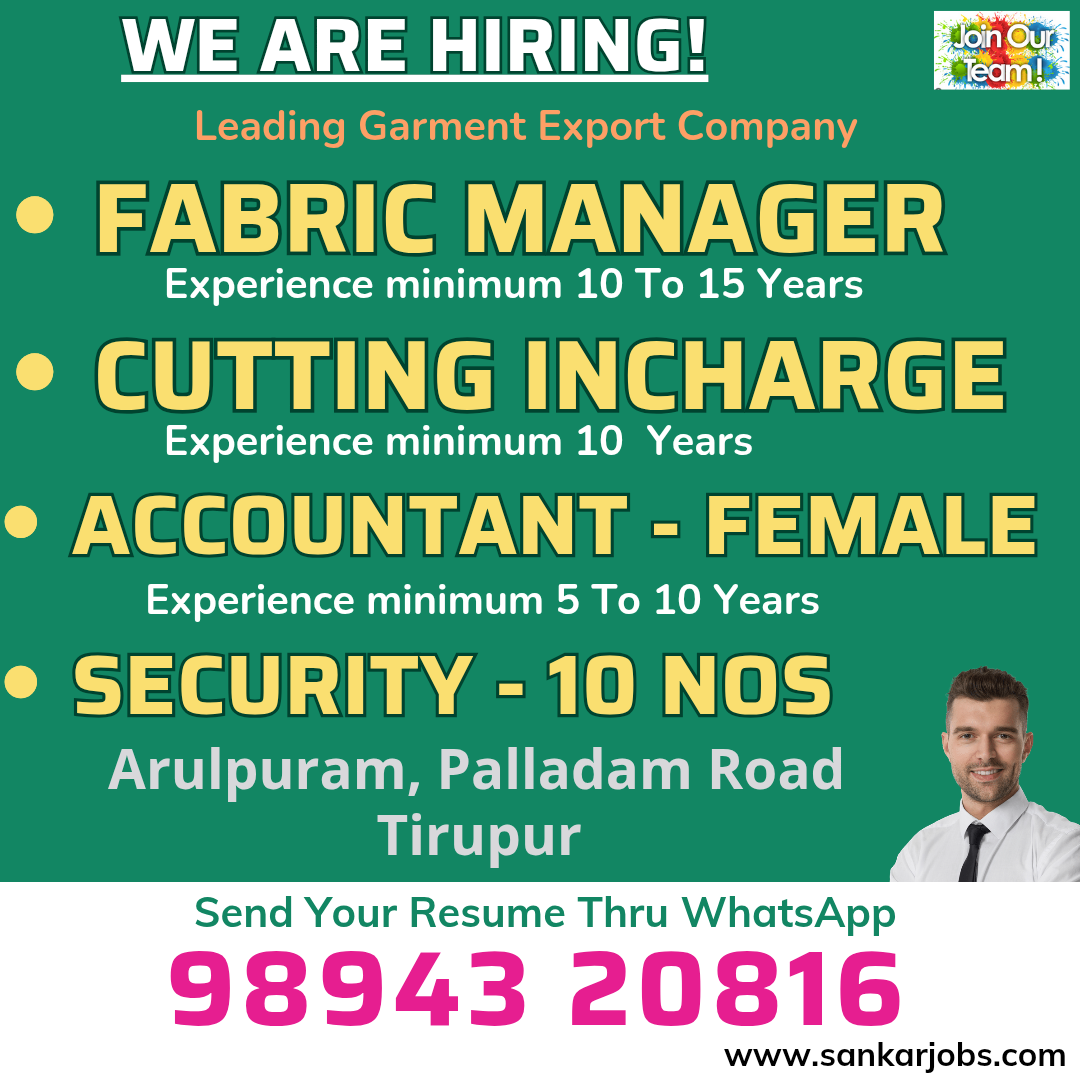 WE ARE HIRING!
Join Our
Team !
Leading Garment Export Company
• FABRIC MANAGER
Experience minimum 10 To 15 Years
• CUTTING INCHARGE
Experience minimum 10 Years
• ACCOUNTANT - FEMALE
Experience minimum 5 To 10 Years
• SECURITY - 10 NOS
Arulpuram, Palladam Road
Tirupur
Send Your Resume Thru WhatsApp
98943 20816
www.sankarjobs.com